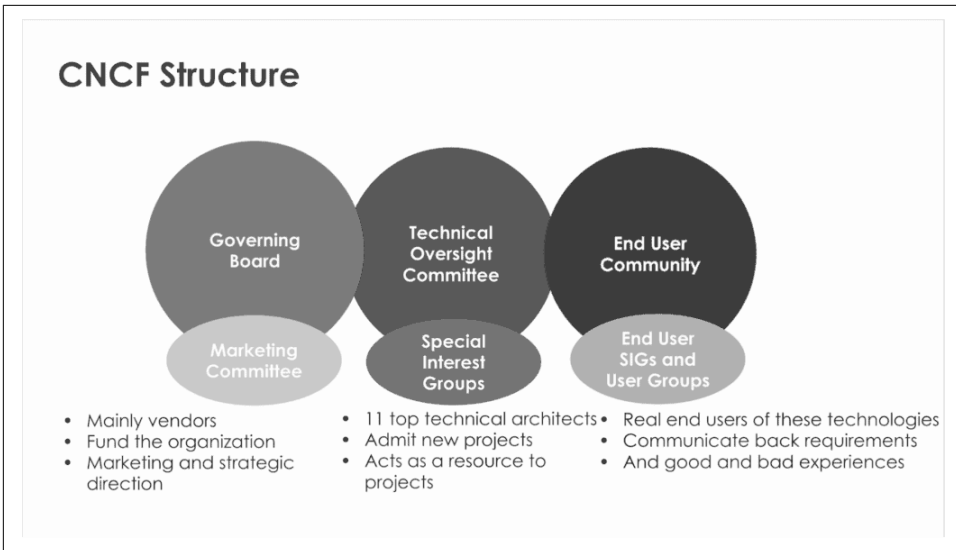 CNCF Structure
Governing
Board
Technical
Oversight
Committee
End User
Community
Marketing
Committee
Special
Interest
Groups
End User
SIGs and
User Groups
• Mainly vendors
• Fund the organization
• Marketing and strategic
direction
• 11 top technical architects
• Admit new projects
• Acts as a resource to
projects
• Real end users of these technologies
• Communicate back requirements
• And good and bad experiences